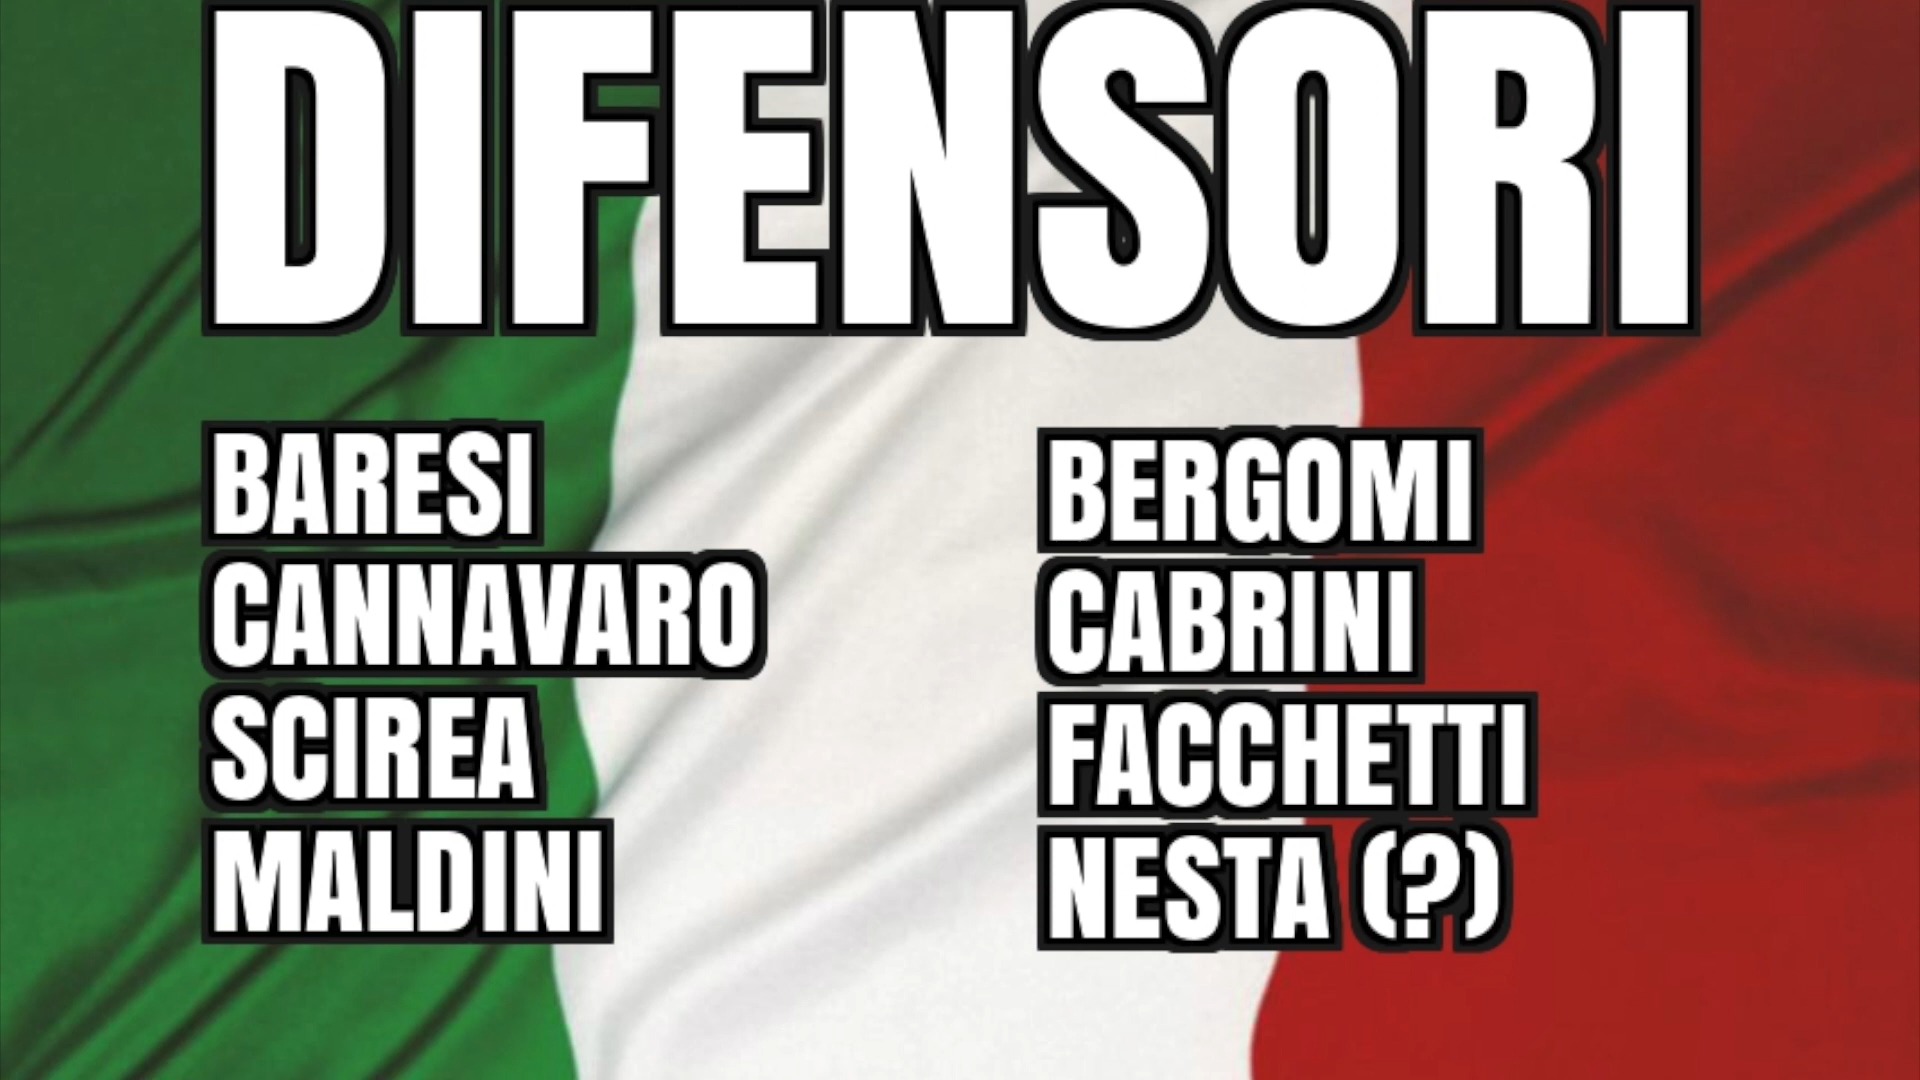 DIFENSORI
BARESI
CANNAVARO
SCIREA
MALDINI
BERGOMI
CABRINI
FACCHETTI
NESTA (?)